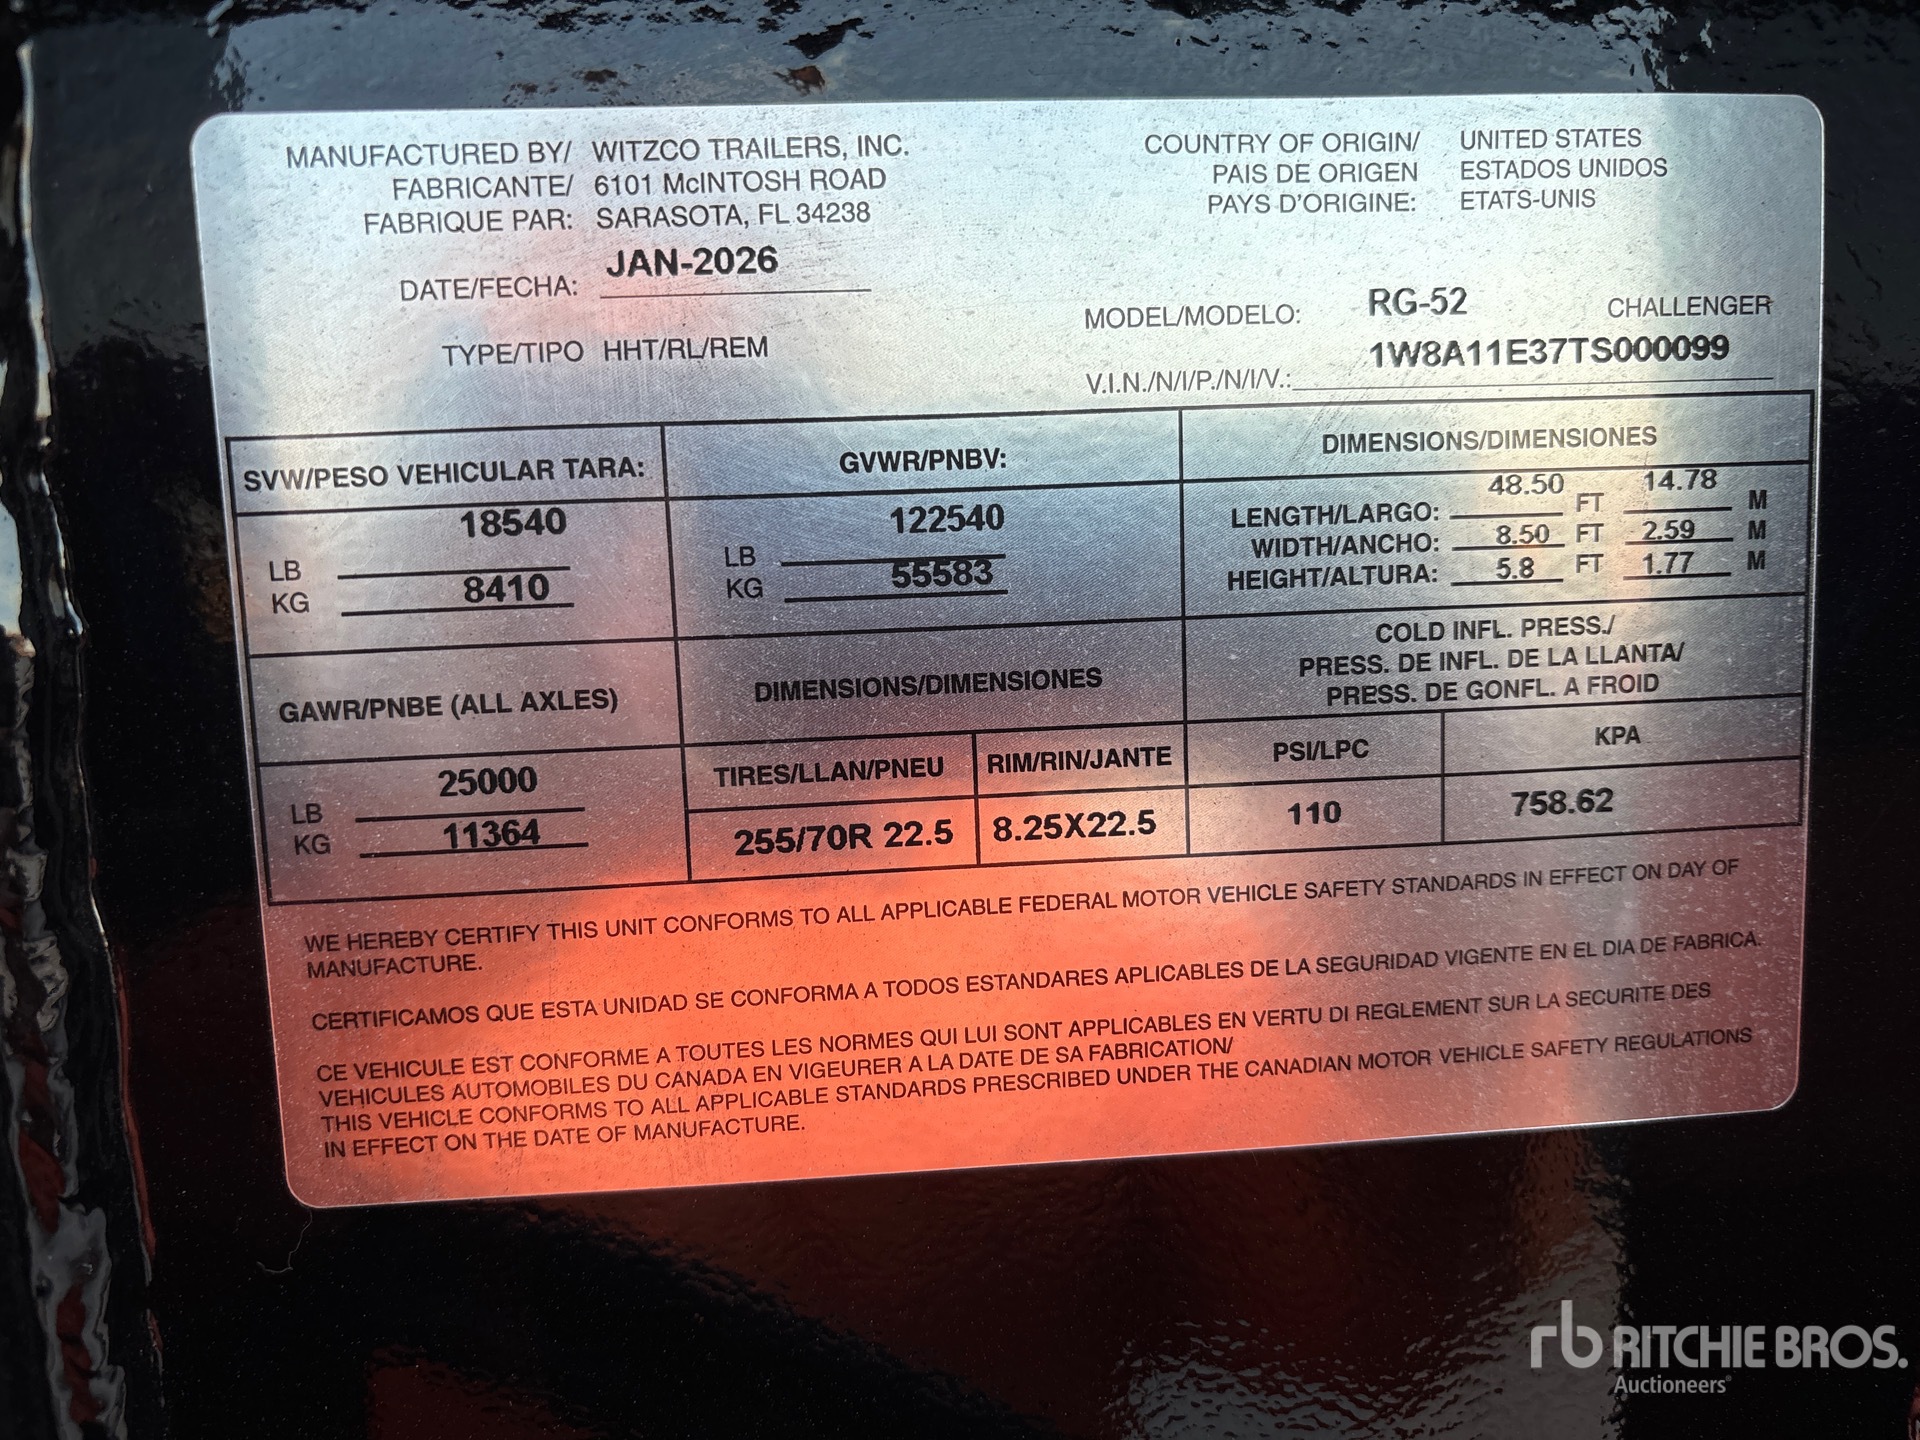 MANUFACTURED BY/ WITZCO TRAILERS, INC.
FABRICANTE/ 6101 McINTOSH ROAD
FABRIQUE PAR: SARASOTA, FL 34238
COUNTRY OF ORIGIN/ UNITED STATES
PAIS DE ORIGEN ESTADOS UNIDOS
PAYS D'ORIGINE: ETATS-UNIS
DATE/FECHA: JAN-2026
MODEL/MODELO: RG-52 CHALLENGER
TYPE/TIPO HHT/RL/REM
V.I.N./N/I/P./N/I/V.: 1W8A11E37TS000099
SVW/PESO VEHICULAR TARA:
LB 18540
KG 8410
GVWR/PNBV:
LB 122540
KG 55583
DIMENSIONS/DIMENSIONES
LENGTH/LARGO: 48.50 FT 14.78 M
WIDTH/ANCHO: 8.50 FT 2.59 M
HEIGHT/ALTURA: 5.8 FT 1.77 M
GAWR/PNBE (ALL AXLES)
LB 25000
KG 11364
DIMENSIONS/DIMENSIONES
TIRES/LLAN/PNEU RIM/RIN/JANTE
255/70R 22.5 8.25X22.5
COLD INFL. PRESS./
PRESS. DE INFL. DE LA LLANTA/
PRESS. DE GONFL. A FROID
PSI/LPC KPA
110 758.62
WE HEREBY CERTIFY THIS UNIT CONFORMS TO ALL APPLICABLE FEDERAL MOTOR VEHICLE SAFETY STANDARDS IN EFFECT ON DAY OF
MANUFACTURE.
CERTIFICAMOS QUE ESTA UNIDAD SE CONFORMA A TODOS ESTANDARES APLICABLES DE LA SEGURIDAD VIGENTE EN EL DIA DE FABRICA.
CE VEHICULE EST CONFORME A TOUTES LES NORMES QUI LUI SONT APPLICABLES EN VERTU DI REGLEMENT SUR LA SECURITE DES
VEHICULES AUTOMOBILES DU CANADA EN VIGEURER A LA DATE DE SA FABRICATION/
THIS VEHICLE CONFORMS TO ALL APPLICABLE STANDARDS PRESCRIBED UNDER THE CANADIAN MOTOR VEHICLE SAFETY REGULATIONS
IN EFFECT ON THE DATE OF MANUFACTURE.
rb RITCHIE BROS.
Auctioneers